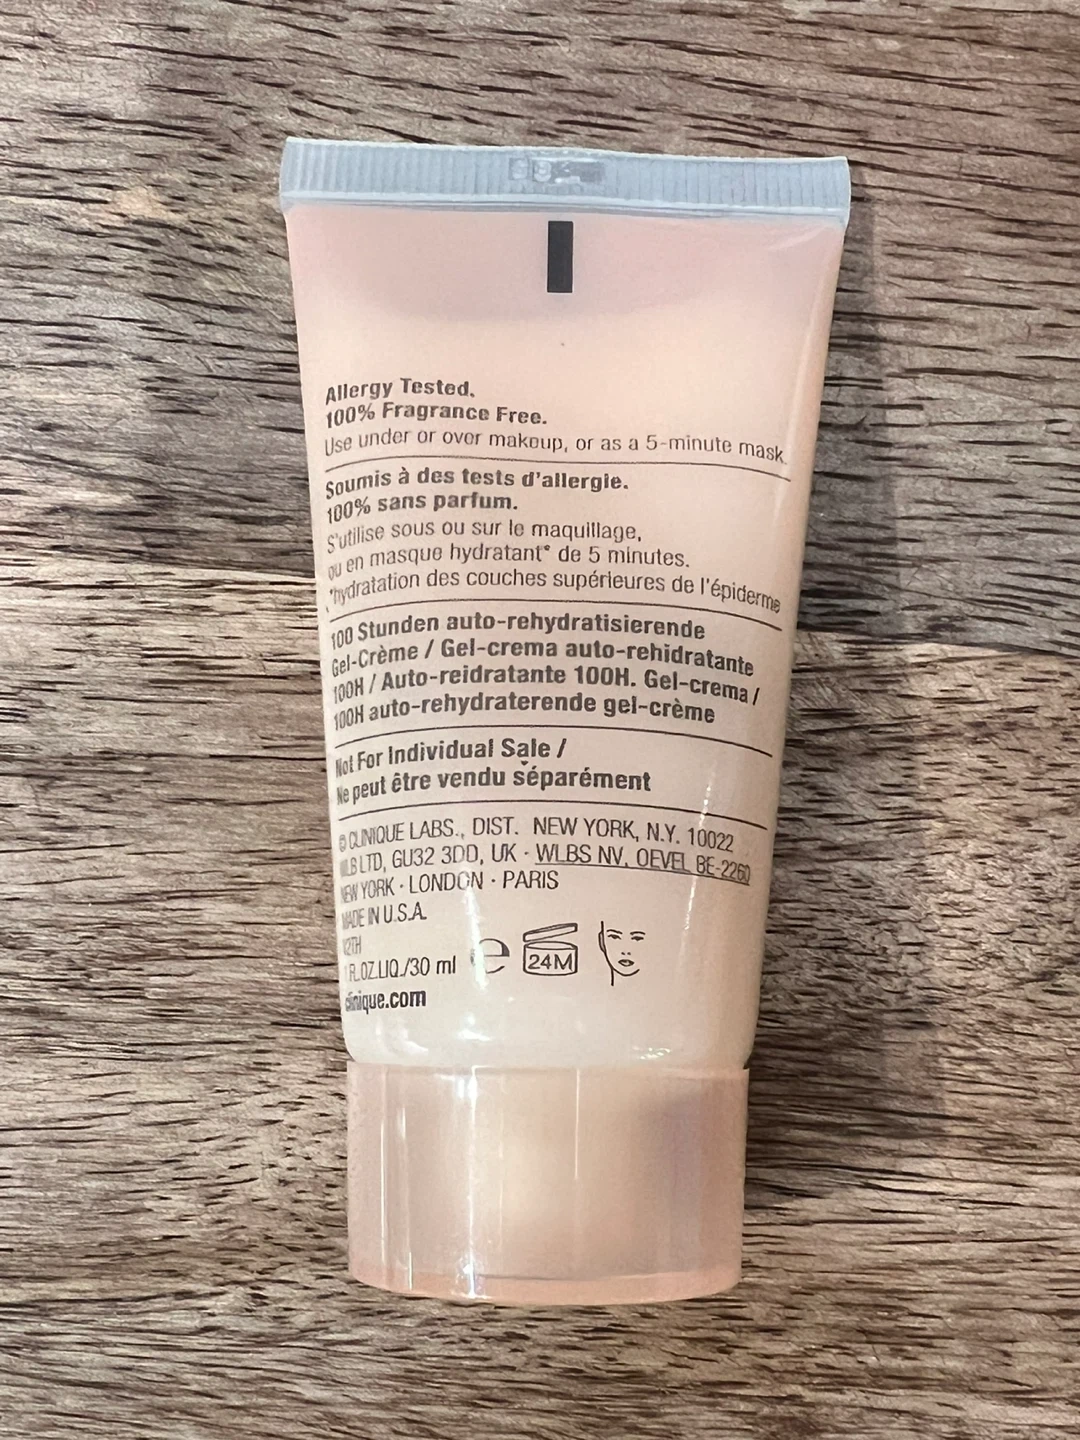 Allergy Tested.
100% Fragrance Free.
Use under or over makeup, or as a 5-minute mask.
Soumis à des tests d'allergie.
100% sans parfum.
S'utilise sous ou sur le maquillage,
ou en masque hydratant* de 5 minutes.
*hydratation des couches supérieures de l'épiderme
100 Stunden auto-rehydratisierende
Gel-Crème / Gel-crema auto-rehidratante
100H / Auto-reidratante 100H. Gel-crema /
100H auto-rehydraterende gel-crème
Not For Individual Sale /
Ne peut être vendu séparément
© CLINIQUE LABS., DIST. NEW YORK, N.Y. 10022
WLB LTD, GU32 3DD, UK · WLBS NV, OEVEL BE-2260
NEW YORK · LONDON · PARIS
MADE IN U.S.A.
FL.OZ.LIQ./30 ml e 24M
clinique.com